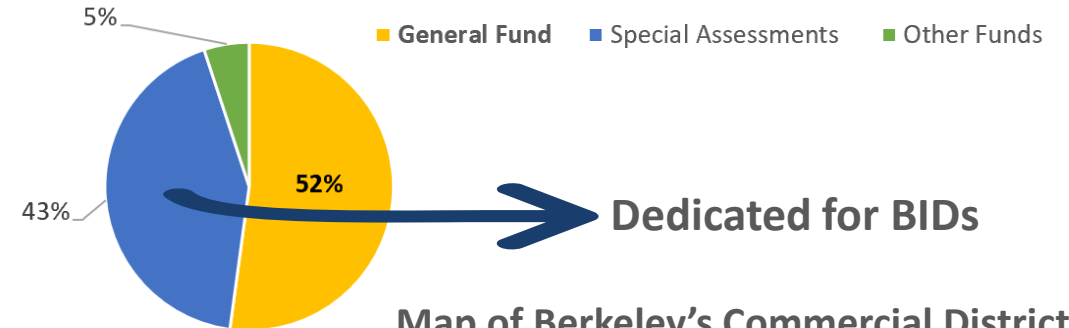 5%
General Fund Special Assessments Other Funds
52%
43%
Dedicated for BIDs
Map of Berkeley's Commercial District